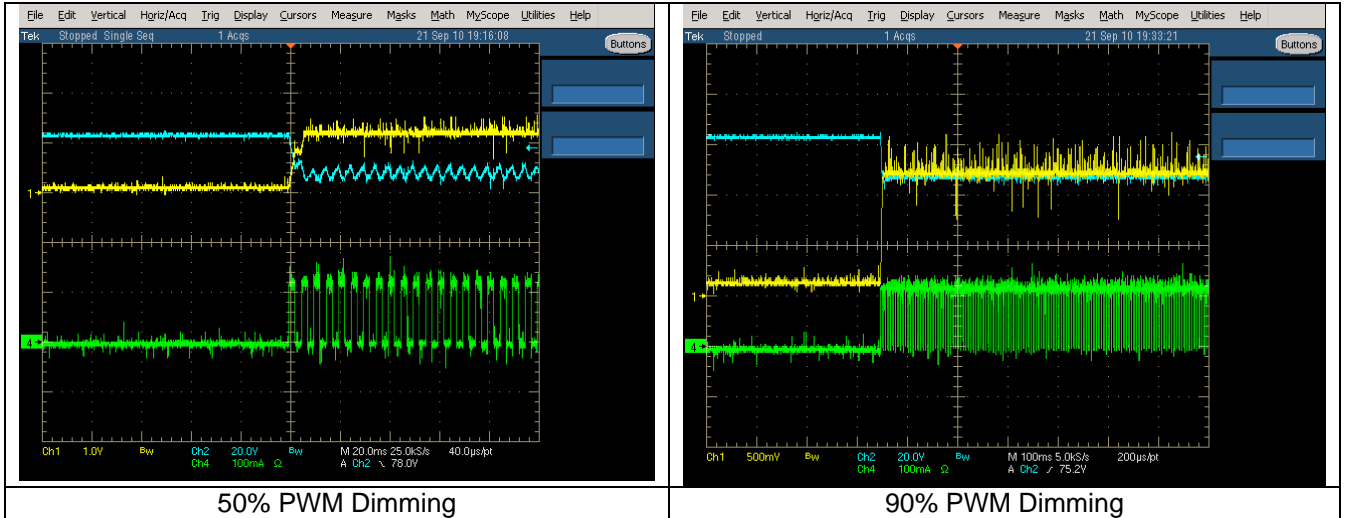 File Edit Vertical Horiz/Acq Trig Display Cursors Measure Masks Math MyScope Utilities Help
Tek Stopped Single Seq 1 Acqs 21 Sep 10 19:16:08
Buttons
1
4
Ch1 1.0V Bw Ch2 20.0V Bw M 20.0ms 25.0kS/s 40.0µs/pt
Ch4 100mA Ω A Ch2 ∖ 78.0V
50% PWM Dimming
File Edit Vertical Horiz/Acq Trig Display Cursors Measure Masks Math MyScope Utilities Help
Tek Stopped 1 Acqs 21 Sep 10 19:33:21
Buttons
1
4
Ch1 500mV Bw Ch2 20.0V Bw M 100ms 5.0kS/s 200µs/pt
Ch4 100mA Ω A Ch2 ∕ 75.2V
90% PWM Dimming